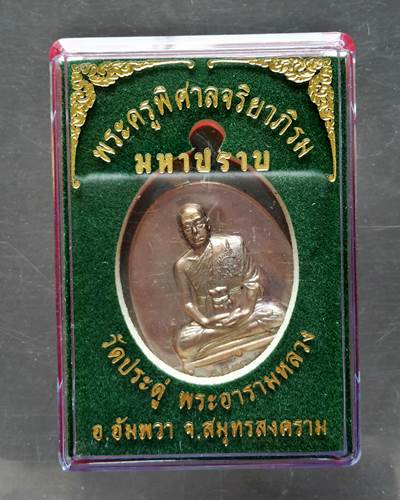 พระครูพิศาลจริยาภิรม
มหาปราบ
วัดประดู่ พระอารามหลวง
อ.อัมพวา จ.สมุทรสงคราม